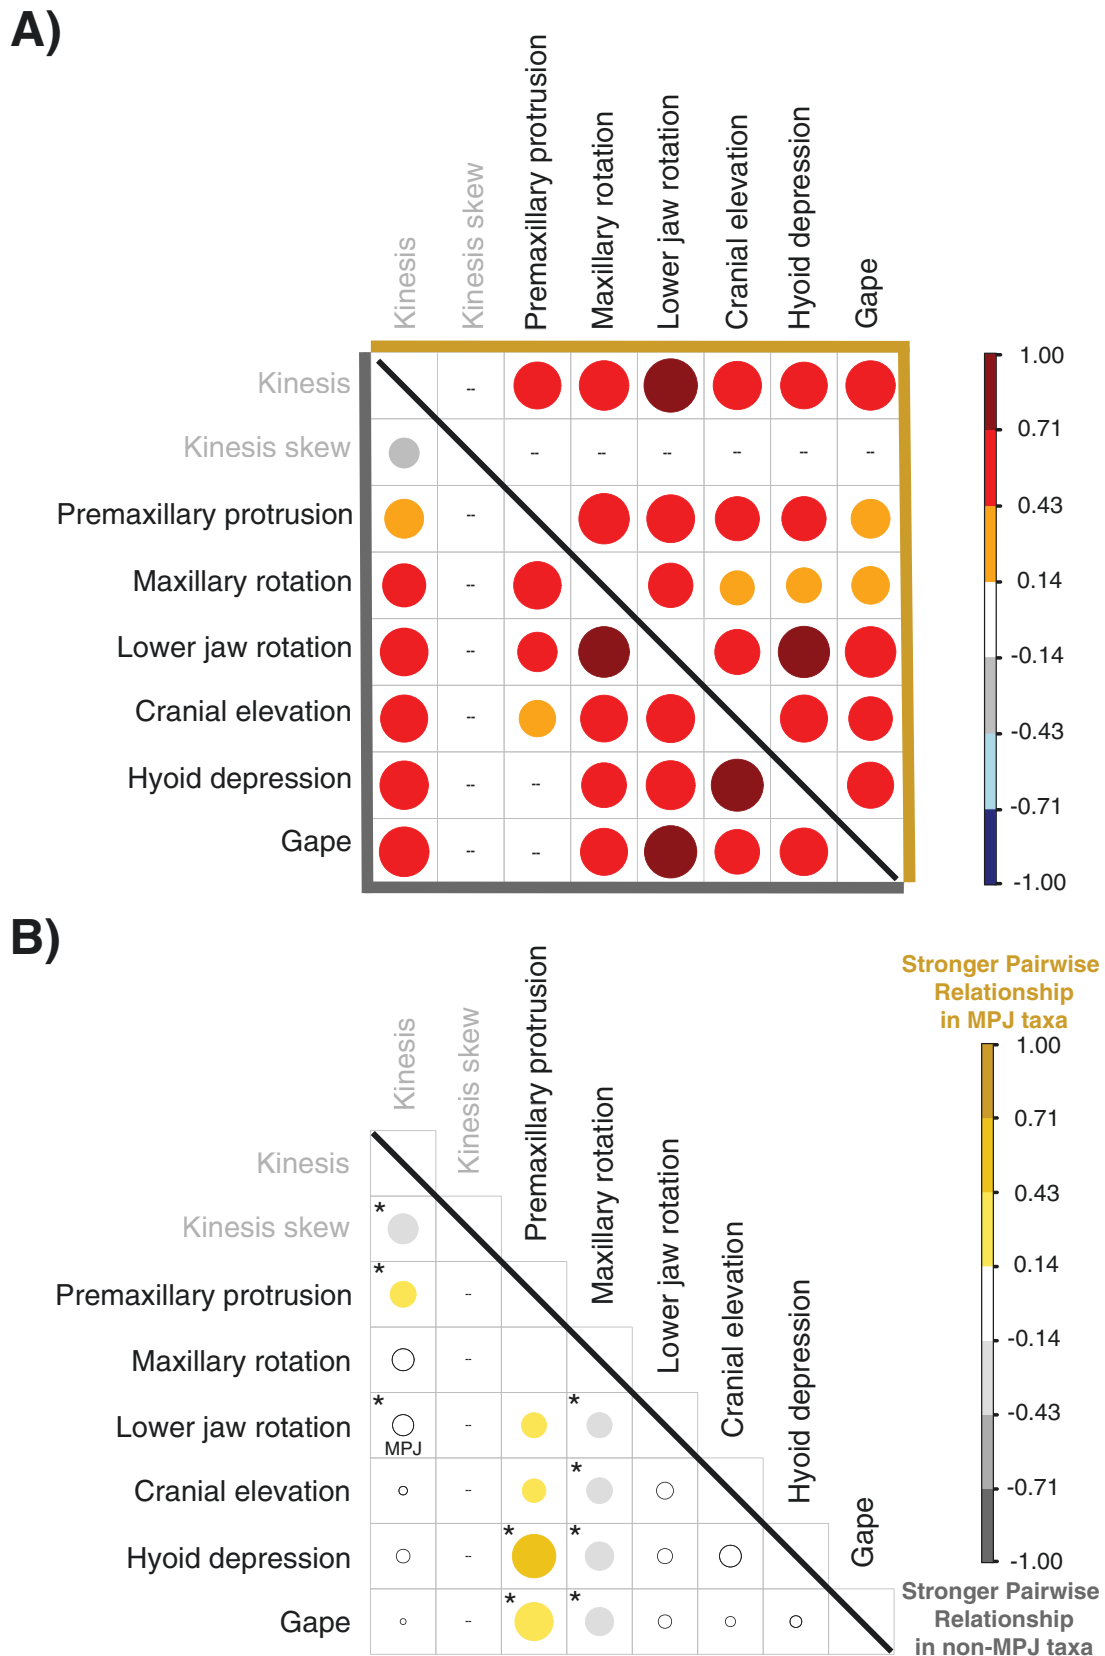 A)
Kinesis
Kinesis skew
Premaxillary protrusion
Maxillary rotation
Lower jaw rotation
Cranial elevation
Hyoid depression
Gape
Kinesis
--
Kinesis skew
-- -- -- -- -- --
Premaxillary protrusion
--
Maxillary rotation
--
Lower jaw rotation
--
Cranial elevation
--
Hyoid depression
-- --
Gape
-- --
1.00
0.71
0.43
0.14
-0.14
-0.43
-0.71
-1.00
B)
Kinesis
Kinesis skew
Premaxillary protrusion
Maxillary rotation
Lower jaw rotation
Cranial elevation
Hyoid depression
Gape
Kinesis
Kinesis skew
*
Premaxillary protrusion
* --
Maxillary rotation
--
Lower jaw rotation
* MPJ -- *
Cranial elevation
-- *
Hyoid depression
-- * *
Gape
-- * *
Stronger Pairwise
Relationship
in MPJ taxa
1.00
0.71
0.43
0.14
-0.14
-0.43
-0.71
-1.00
Stronger Pairwise
Relationship
in non-MPJ taxa